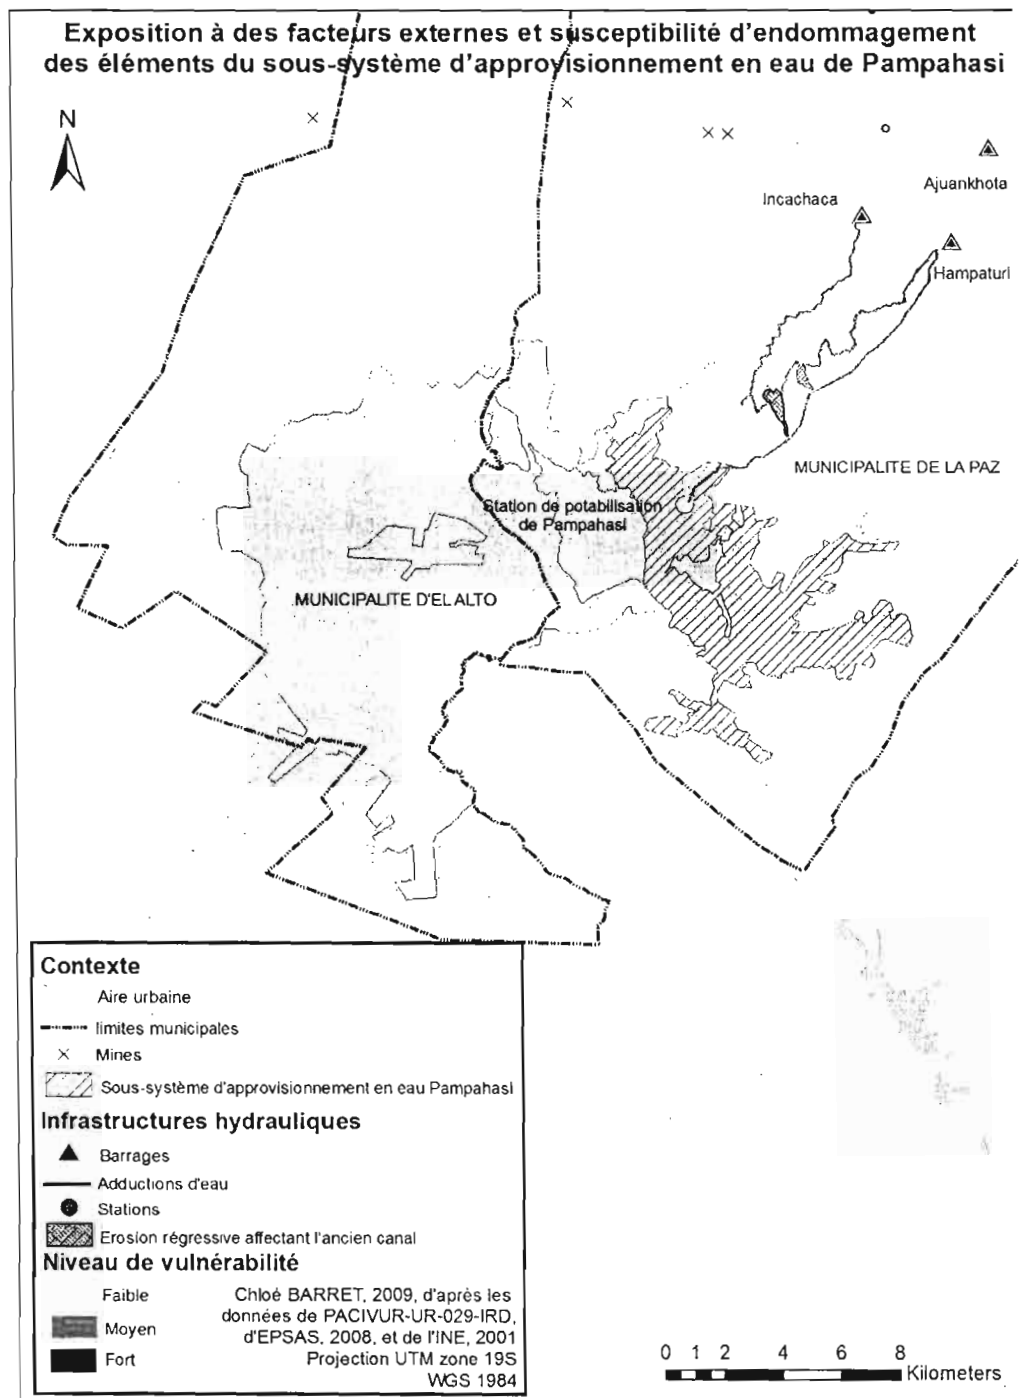 Exposition à des facteurs externes et susceptibilité d'endommagement
des éléments du sous-système d'approvisionnement en eau de Pampahasi
N
Ajuankhota
Incachaca
Hampaturi
MUNICIPALITE DE LA PAZ
Station de potabilisation
de Pampahasi
MUNICIPALITE D'EL ALTO
Contexte
Aire urbaine
limites municipales
Mines
Sous-système d'approvisionnement en eau Pampahasi
Infrastructures hydrauliques
Barrages
Adductions d'eau
Stations
Erosion régressive affectant l'ancien canal
Niveau de vulnérabilité
Faible
Moyen
Fort
Chloé BARRET, 2009, d'après les
données de PACIVUR-UR-029-IRD,
d'EPSAS, 2008, et de l'INE, 2001
Projection UTM zone 19S
WGS 1984
0 1 2 4 6 8
Kilometers